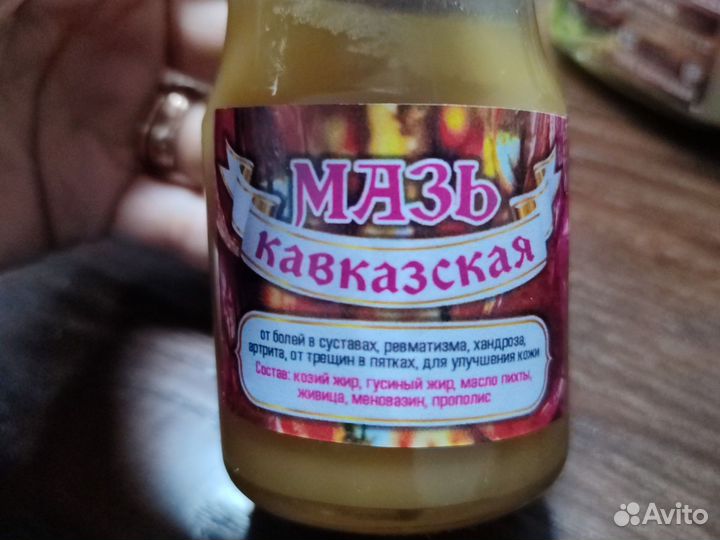 МАЗЬ
кавказская
от болей в суставах, ревматизма, хандроза,
артрита, от трещин в пятках, для улучшения кожи
Состав: козий жир, гусиный жир, масло пихты,
живица, меновазин, прополис
Avito